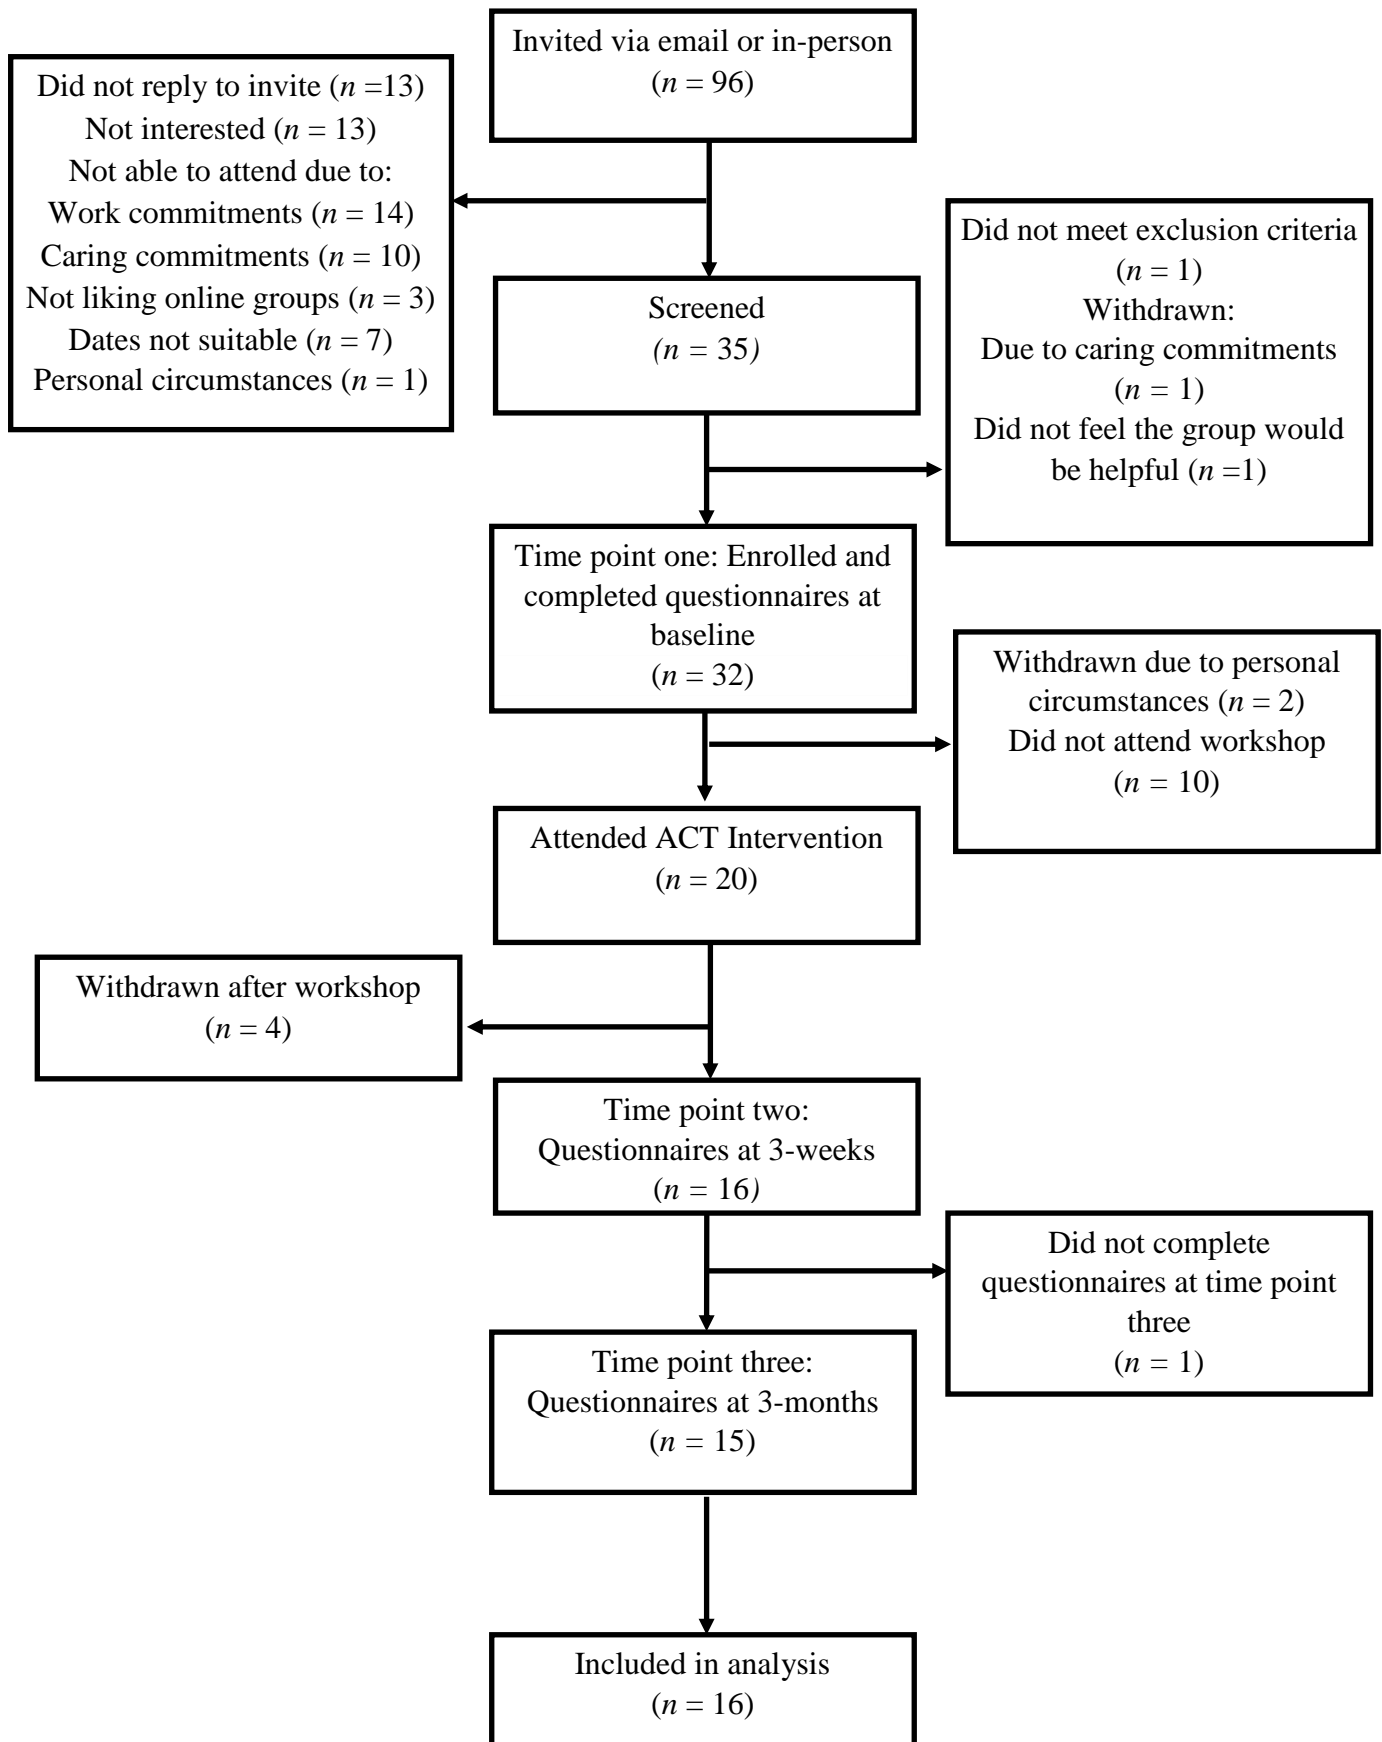 Invited via email or in-person
(n = 96)
Did not reply to invite (n =13)
Not interested (n = 13)
Not able to attend due to:
Work commitments (n = 14)
Caring commitments (n = 10)
Not liking online groups (n = 3)
Dates not suitable (n = 7)
Personal circumstances (n = 1)
Screened
(n = 35)
Did not meet exclusion criteria
(n = 1)
Withdrawn:
Due to caring commitments
(n = 1)
Did not feel the group would
be helpful (n =1)
Time point one: Enrolled and
completed questionnaires at
baseline
(n = 32)
Withdrawn due to personal
circumstances (n = 2)
Did not attend workshop
(n = 10)
Attended ACT Intervention
(n = 20)
Withdrawn after workshop
(n = 4)
Time point two:
Questionnaires at 3-weeks
(n = 16)
Did not complete
questionnaires at time point
three
(n = 1)
Time point three:
Questionnaires at 3-months
(n = 15)
Included in analysis
(n = 16)